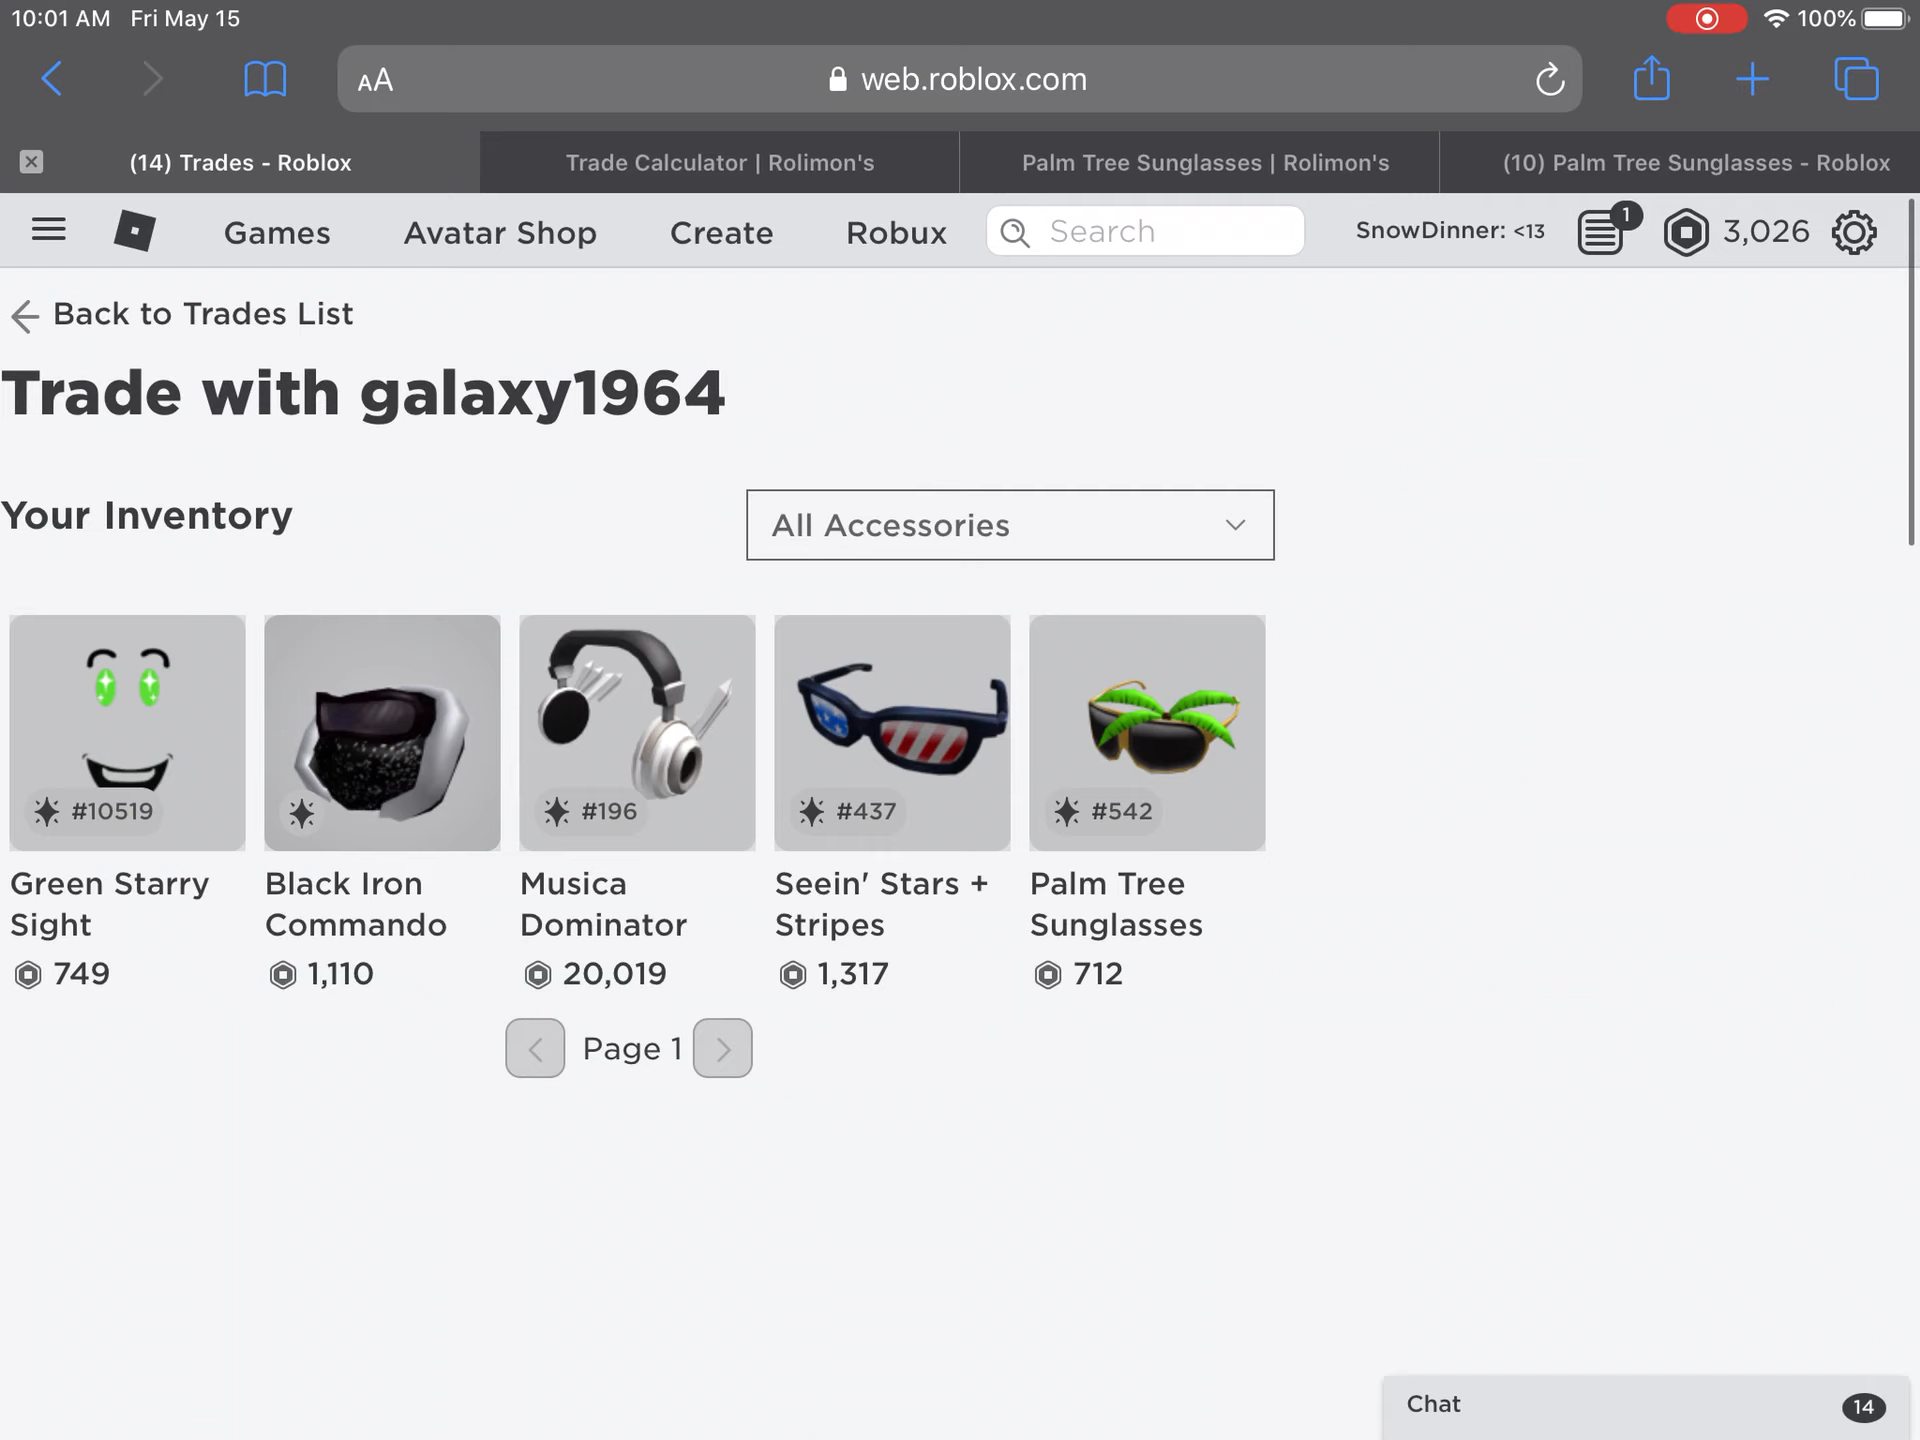 10:01 AM Fri May 15
100%
AA
web.roblox.com
(14) Trades - Roblox
Trade Calculator | Rolimon's
Palm Tree Sunglasses | Rolimon's
(10) Palm Tree Sunglasses - Roblox
Games
Avatar Shop
Create
Robux
Search
SnowDinner: <13
1
3,026
Back to Trades List
Trade with galaxy1964
Your Inventory
All Accessories
#10519
#196
#437
#542
Green Starry
Sight
749
Black Iron
Commando
1,110
Musica
Dominator
20,019
Seein' Stars +
Stripes
1,317
Palm Tree
Sunglasses
712
Page 1
Chat
14